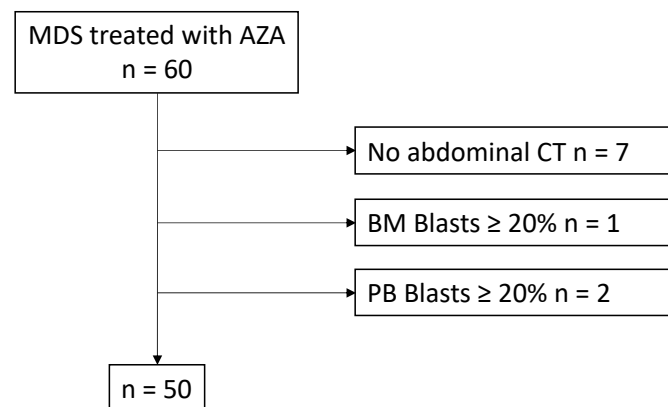 MDS treated with AZA
n = 60
No abdominal CT n = 7
BM Blasts ≥ 20% n = 1
PB Blasts ≥ 20% n = 2
n = 50